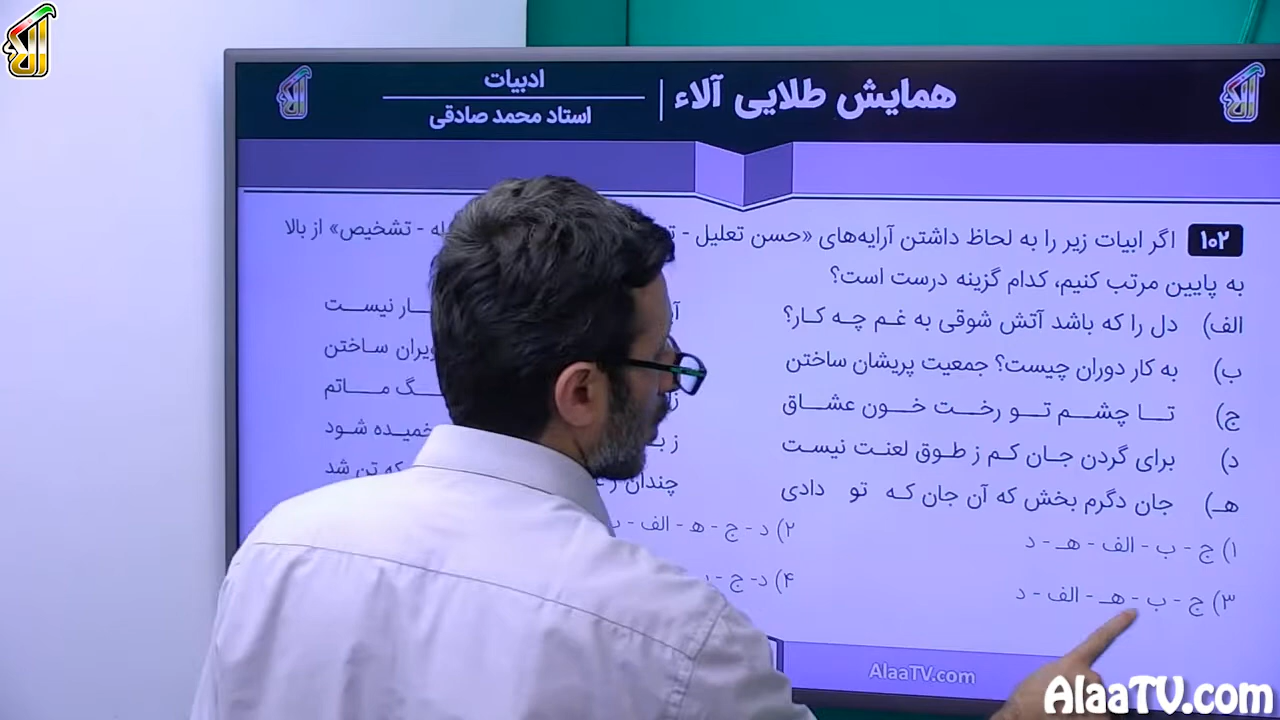 همایش طلایی آلاء
ادبیات
استاد محمد صادقی
۱۰۲ اگر ابیات زیر را به لحاظ داشتن آرایه‌های «حسن تعلیل - - تشخیص» از بالا
به پایین مرتب کنیم، کدام گزینه درست است؟
الف) دل را که باشد آتش شوقی به غم چه کار؟ نیست
ب) به کار دوران چیست؟ جمعیت پریشان ساختن ویران ساختن
ج) تا چشم تو رخت خون عشاق ماتم
د) برای گردن جان کم ز طوق لعنت نیست خمیده شود
هـ) جان دگرم بخش که آن جان که تو دادی چندان که تن شد
۱) ج - ب - الف - هـ - د
۲) د - ج - ه - الف -
۳) ج - ب - هـ - الف - د
۴) د- ج -
AlaaTV.com
AlaaTV.com